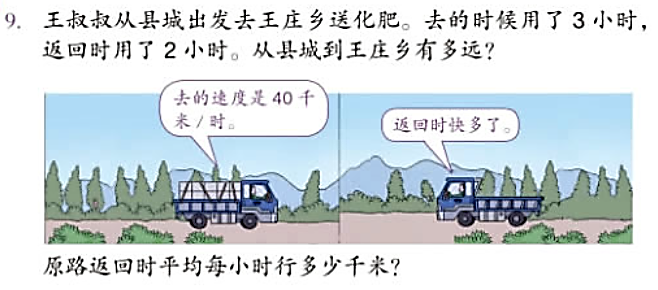 9. 王叔叔从县城出发去王庄乡送化肥。去的时候用了 3 小时，
返回时用了 2 小时。从县城到王庄乡有多远？
去的速度是 40 千
米 / 时。
返回时快多了。
原路返回时平均每小时行多少千米？